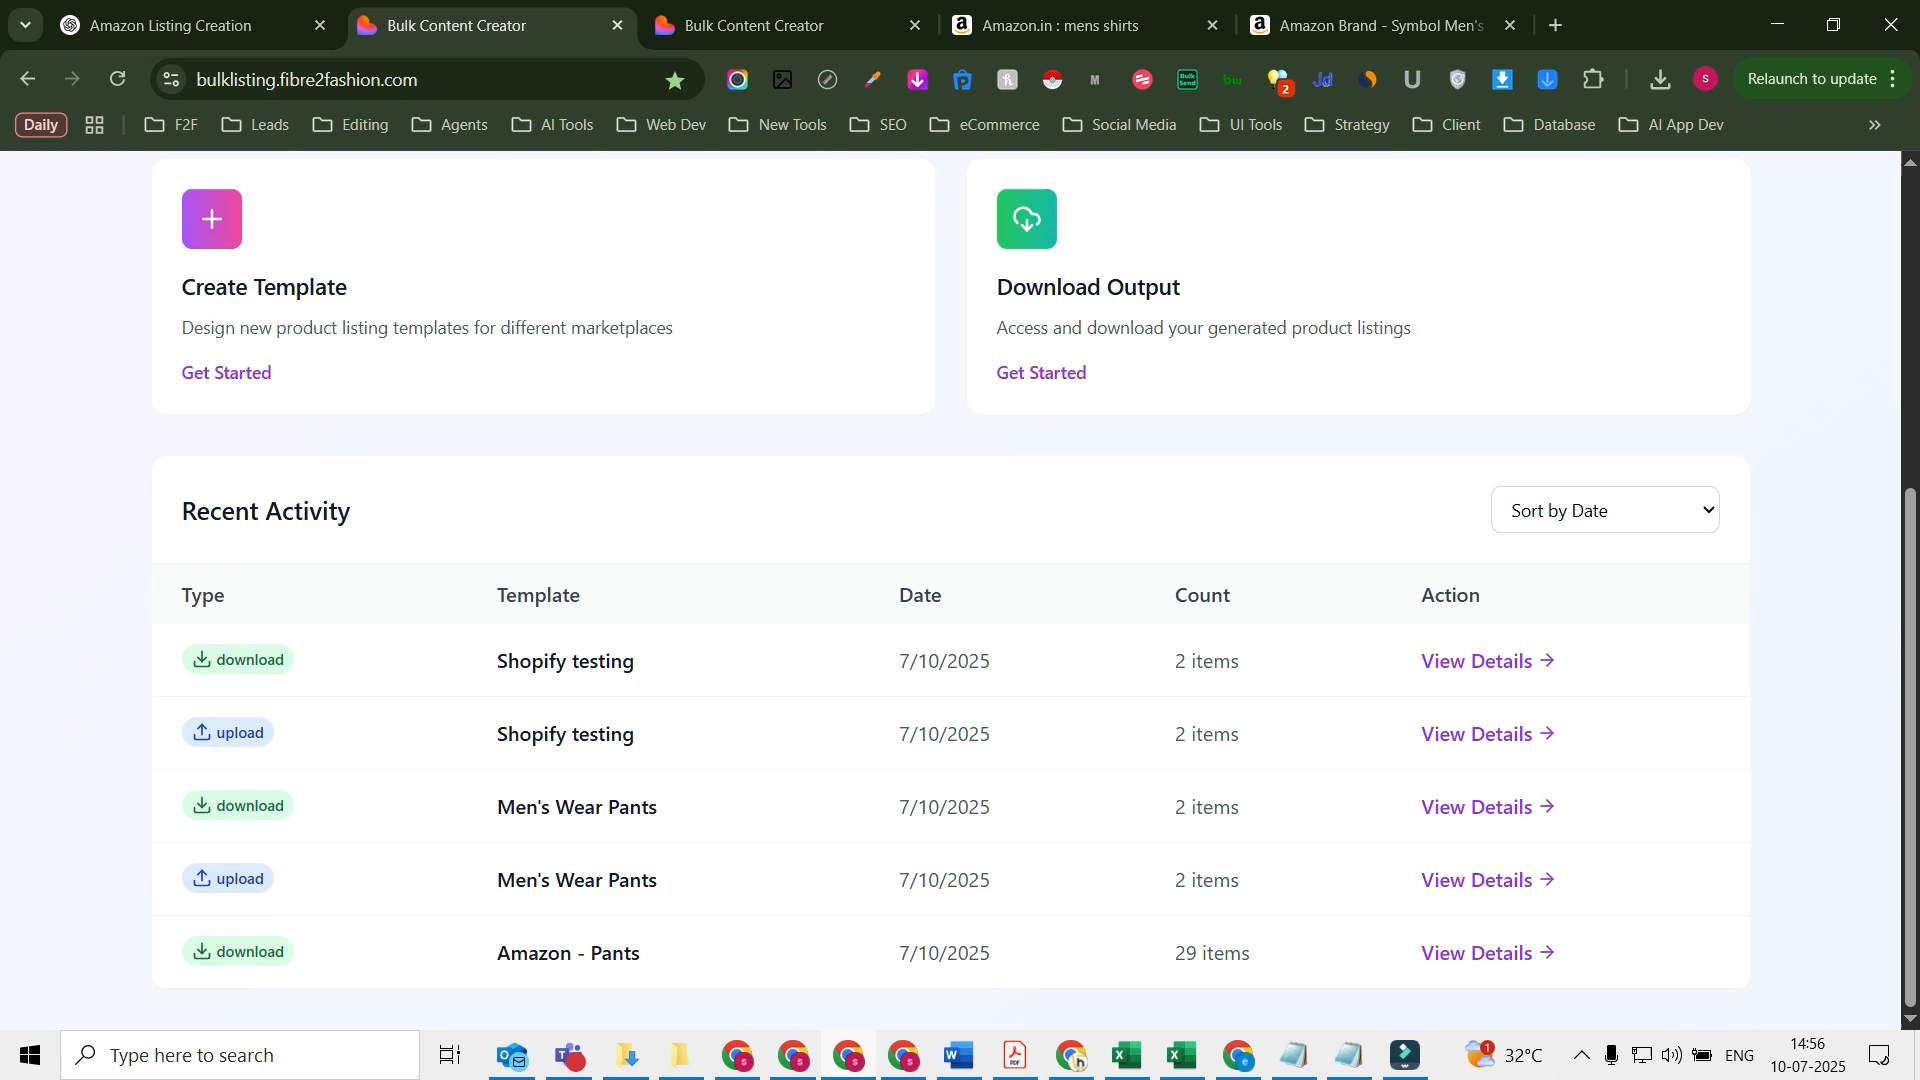 Amazon Listing Creation
Bulk Content Creator
Bulk Content Creator
Amazon.in : mens shirts
Amazon Brand - Symbol Men's
bulklisting.fibre2fashion.com
Relaunch to update
Daily
F2F
Leads
Editing
Agents
AI Tools
Web Dev
New Tools
SEO
eCommerce
Social Media
UI Tools
Strategy
Client
Database
AI App Dev
Create Template
Design new product listing templates for different marketplaces
Get Started
Download Output
Access and download your generated product listings
Get Started
Recent Activity
Sort by Date
Type Template Date Count Action
download Shopify testing 7/10/2025 2 items View Details
upload Shopify testing 7/10/2025 2 items View Details
download Men's Wear Pants 7/10/2025 2 items View Details
upload Men's Wear Pants 7/10/2025 2 items View Details
download Amazon - Pants 7/10/2025 29 items View Details
Type here to search
32°C
ENG
14:56
10-07-2025